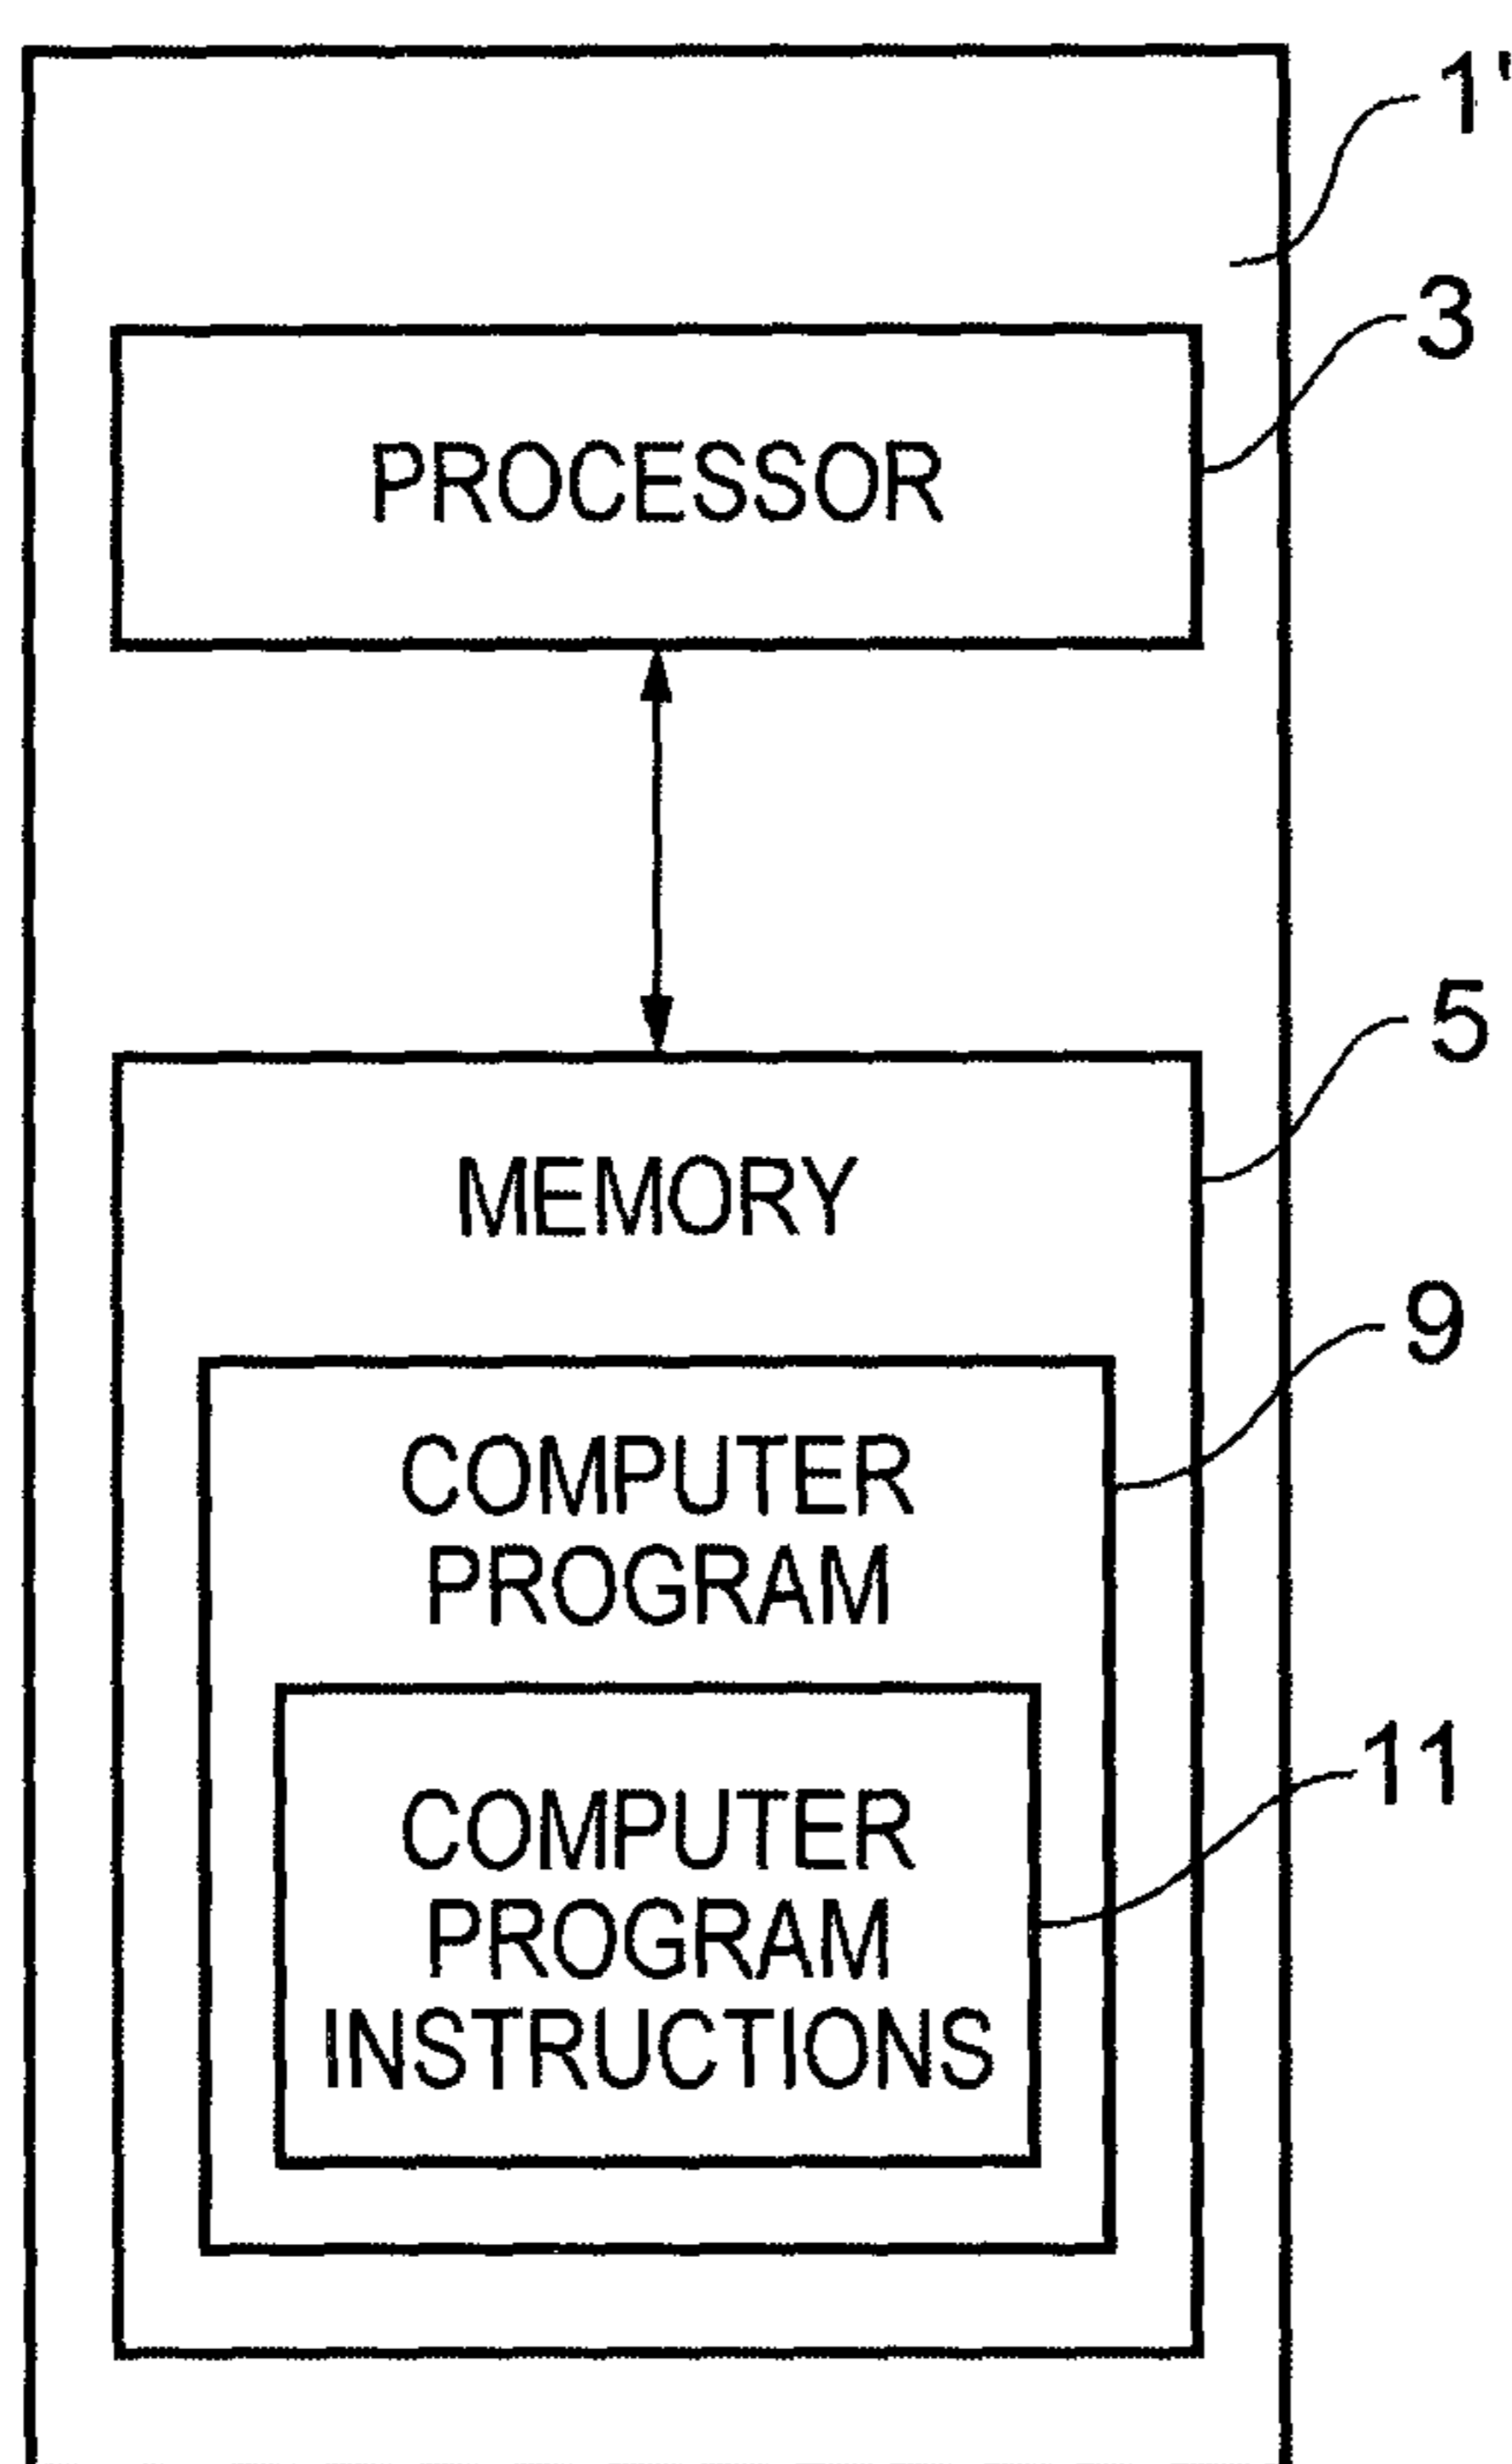 1'
3
PROCESSOR
5
MEMORY
9
COMPUTER
PROGRAM
11
COMPUTER
PROGRAM
INSTRUCTIONS